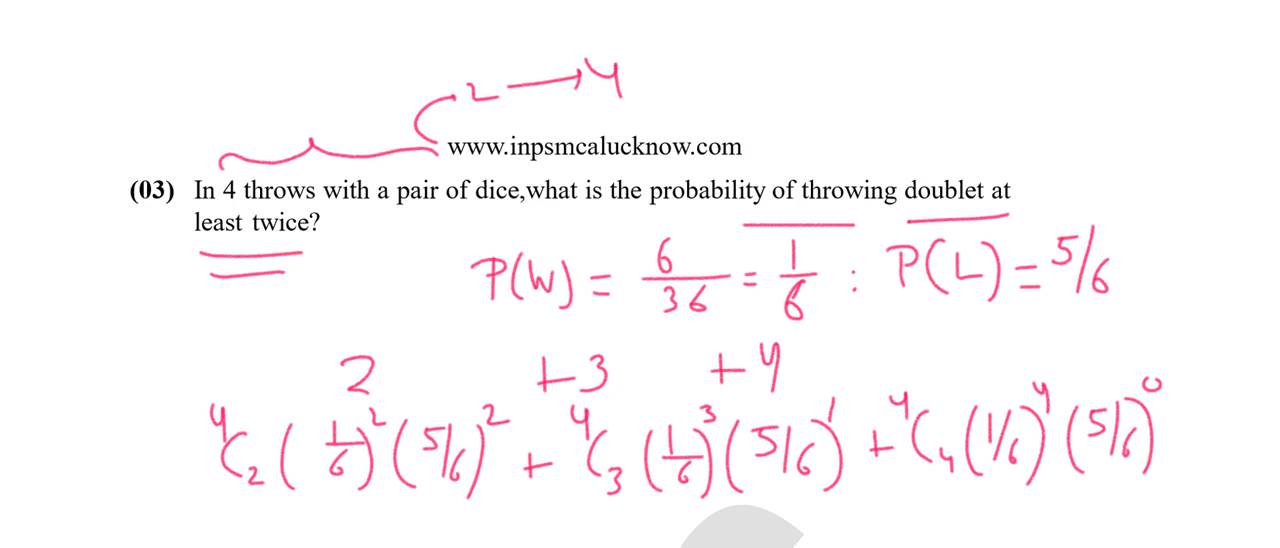 2 → 4
www.inpsmcalucknow.com
(03) In 4 throws with a pair of dice,what is the probability of throwing doublet at
least twice?
P(W) = 6/36 = 1/6 : P(L) = 5/6
2 +3 +4
⁴C₂ (1/6)² (5/6)² + ⁴C₃ (1/6)³ (5/6)¹ + ⁴C₄ (1/6)⁴ (5/6)⁰